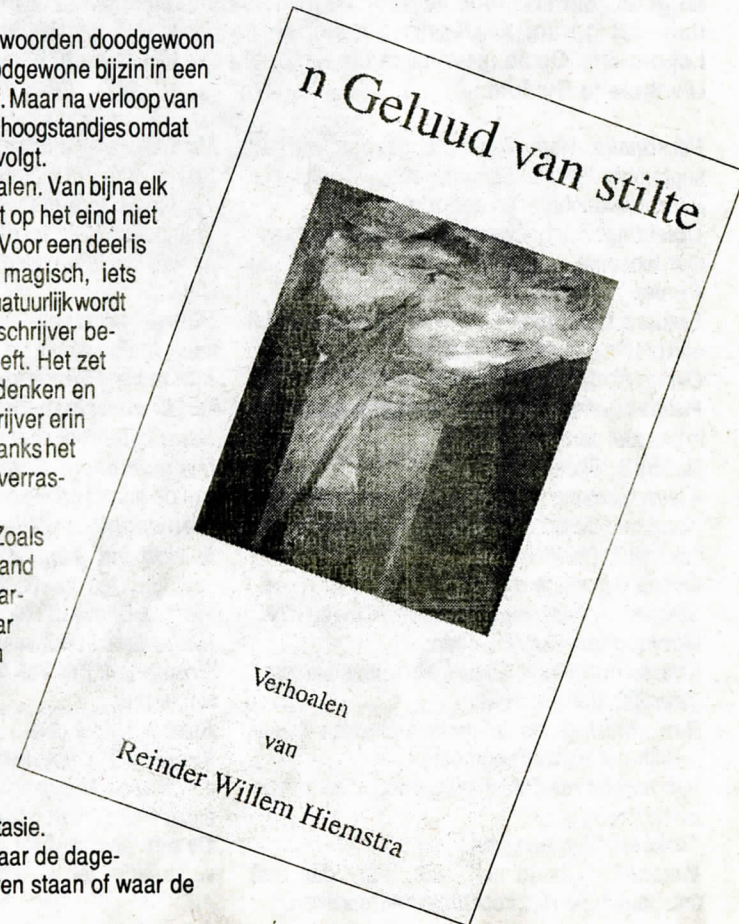 woorden doodgewoon
dgewone bijzin in een
. Maar na verloop van
hoogstandjes omdat
volgt.
alen. Van bijna elk
t op het eind niet
Voor een deel is
magisch, iets
natuurlijk wordt
schrijver be-
eft. Het zet
denken en
rijver erin
anks het
verras-
Zoals
and
ar-
ar
tasie.
aar de dage-
en staan of waar de
n Geluud van stilte
Verhoalen
van
Reinder Willem Hiemstra